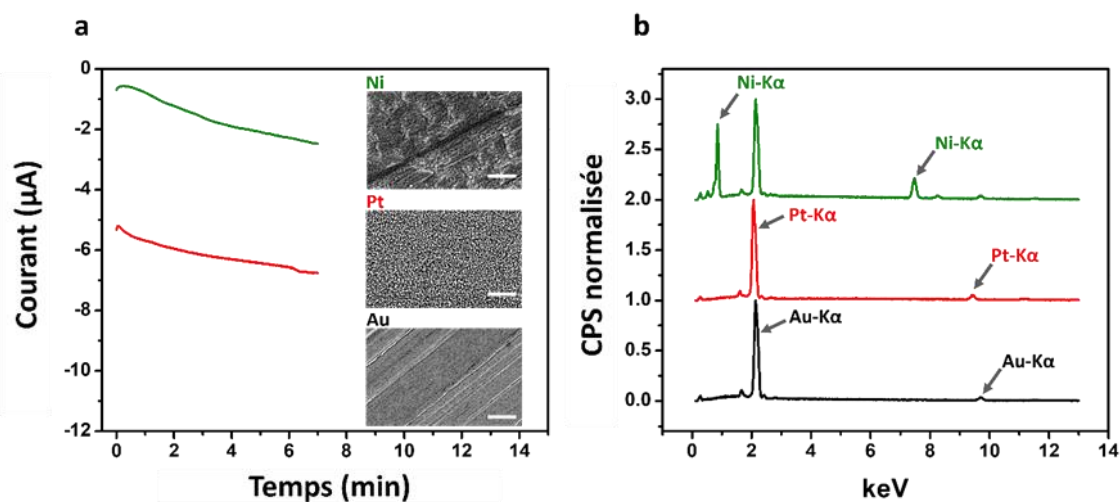 a
Courant (µA)
0
-2
-4
-6
-8
-10
-12
0 2 4 6 8 10 12 14
Temps (min)
Ni
Pt
Au
b
CPS normalisée
3.0
2.5
2.0
1.5
1.0
0.5
0.0
Ni-Kα
Ni-Kα
Pt-Kα
Pt-Kα
Au-Kα
Au-Kα
0 2 4 6 8 10 12 14
keV